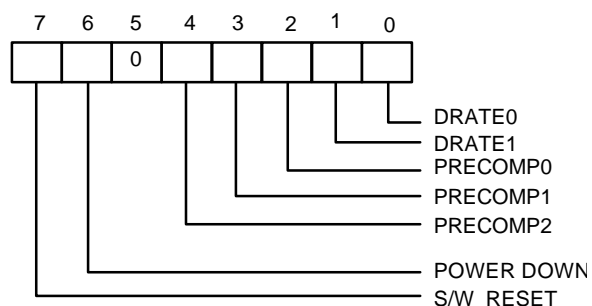 7 6 5 4 3 2 1 0
0
DRATE0
DRATE1
PRECOMP0
PRECOMP1
PRECOMP2
POWER DOWN
S/W RESET